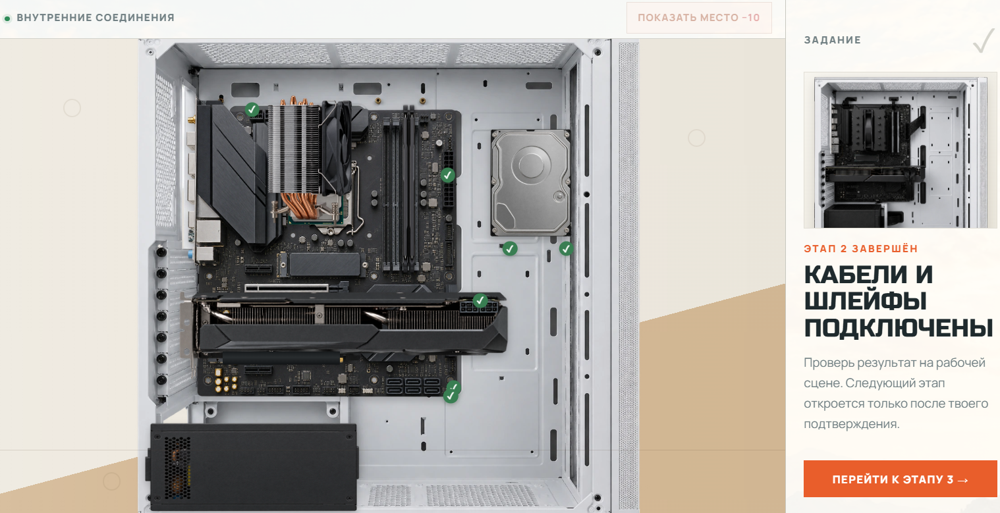 ВНУТРЕННИЕ СОЕДИНЕНИЯ
ПОКАЗАТЬ МЕСТО −10
ЗАДАНИЕ
ЭТАП 2 ЗАВЕРШЁН
КАБЕЛИ И
ШЛЕЙФЫ
ПОДКЛЮЧЕНЫ
Проверь результат на рабочей
сцене. Следующий этап
откроется только после твоего
подтверждения.
ПЕРЕЙТИ К ЭТАПУ 3 →